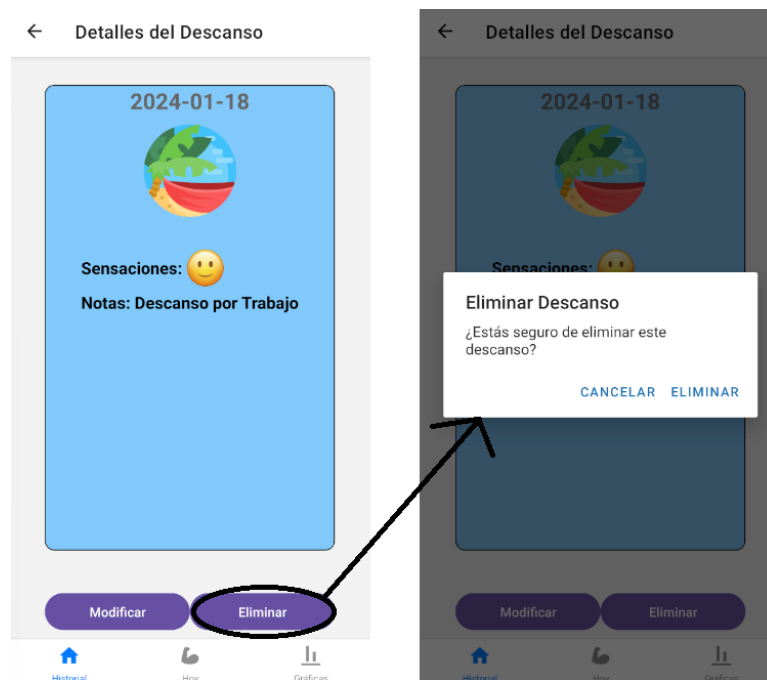 Detalles del Descanso
2024-01-18
Sensaciones:
Notas: Descanso por Trabajo
Modificar
Eliminar
Historial
Hoy
Gráficas
Detalles del Descanso
2024-01-18
Sensaciones:
Eliminar Descanso
¿Estás seguro de eliminar este
descanso?
CANCELAR ELIMINAR
Modificar
Eliminar
Historial
Hoy
Gráficas